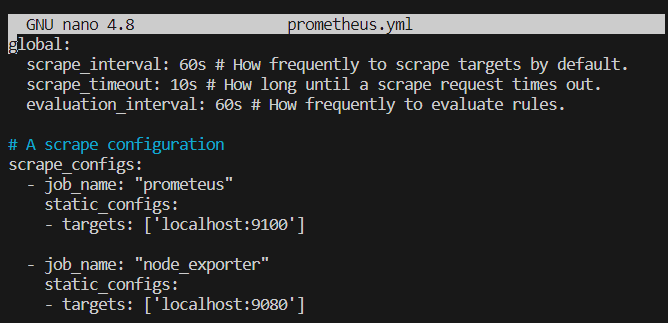 GNU nano 4.8 prometheus.yml
global:
  scrape_interval: 60s # How frequently to scrape targets by default.
  scrape_timeout: 10s # How long until a scrape request times out.
  evaluation_interval: 60s # How frequently to evaluate rules.

# A scrape configuration
scrape_configs:
  - job_name: "prometeus"
    static_configs:
    - targets: ['localhost:9100']

  - job_name: "node_exporter"
    static_configs:
    - targets: ['localhost:9080']